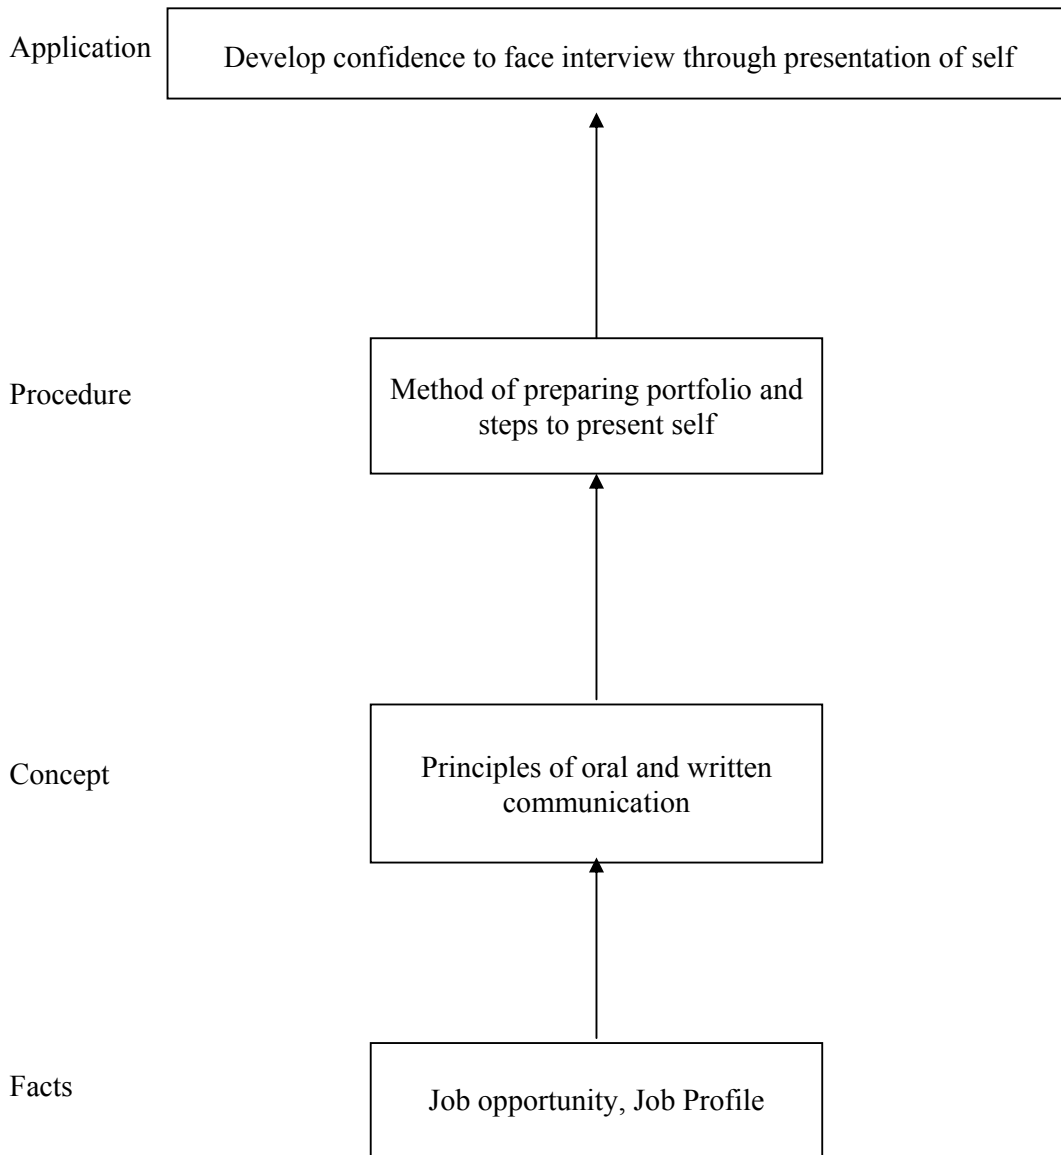 Application
Develop confidence to face interview through presentation of self
Procedure
Method of preparing portfolio and
steps to present self
Concept
Principles of oral and written
communication
Facts
Job opportunity, Job Profile